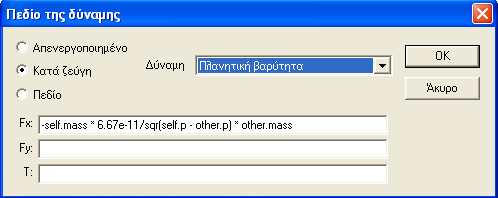 Πεδίο της δύναμης
Απενεργοποιημένο
Κατά ζεύγη
Πεδίο
Δύναμη
Πλανητική βαρύτητα
OK
Άκυρο
Fx: -self.mass * 6.67e-11/sqr(self.p - other.p) * other.mass
Fy:
T: